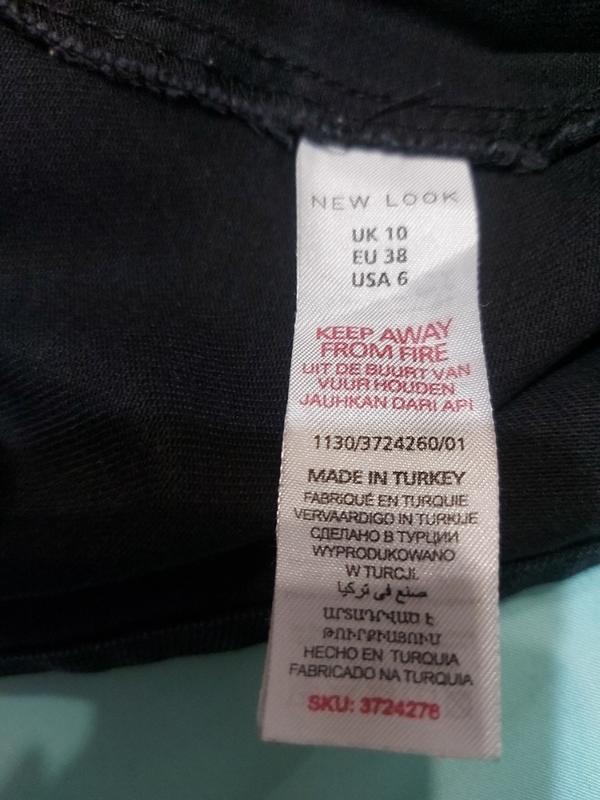 NEW LOOK
UK 10
EU 38
USA 6
KEEP AWAY
FROM FIRE
UIT DE BUURT VAN
VUUR HOUDEN
JAUHKAN DARI API
1130/3724260/01
MADE IN TURKEY
FABRIQUÉ EN TURQUIE
VERVAARDIGD IN TURKIJE
СДЕЛАНО В ТУРЦИИ
WYPRODUKOWANO
W TURCJI.
صنع في تركيا
ԱՐՏԱԴՐՎԱԾ Է
ԹՈՒՐՔԻԱՅՈՒՄ
HECHO EN TURQUIA
FABRICADO NA TURQUIA
SKU: 3724278